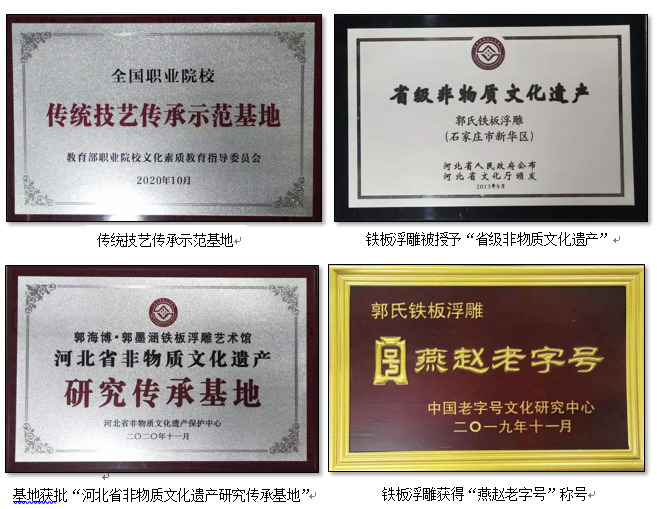 全国职业院校
传统技艺传承示范基地
教育部职业院校文化素质教育指导委员会
2020年10月
传统技艺传承示范基地
省级非物质文化遗产
郭氏铁板浮雕
(石家庄市新华区)
河北省人民政府公布
河北省文化厅颁发
2013年9月
铁板浮雕被授予“省级非物质文化遗产”
郭海博·郭墨涵铁板浮雕艺术馆
河北省非物质文化遗产
研究传承基地
河北省非物质文化遗产保护中心
二〇二〇年十一月
基地获批“河北省非物质文化遗产研究传承基地”
郭氏铁板浮雕
号燕赵老字号
中国老字号文化研究中心
二〇一九年十一月
铁板浮雕获得“燕赵老字号”称号